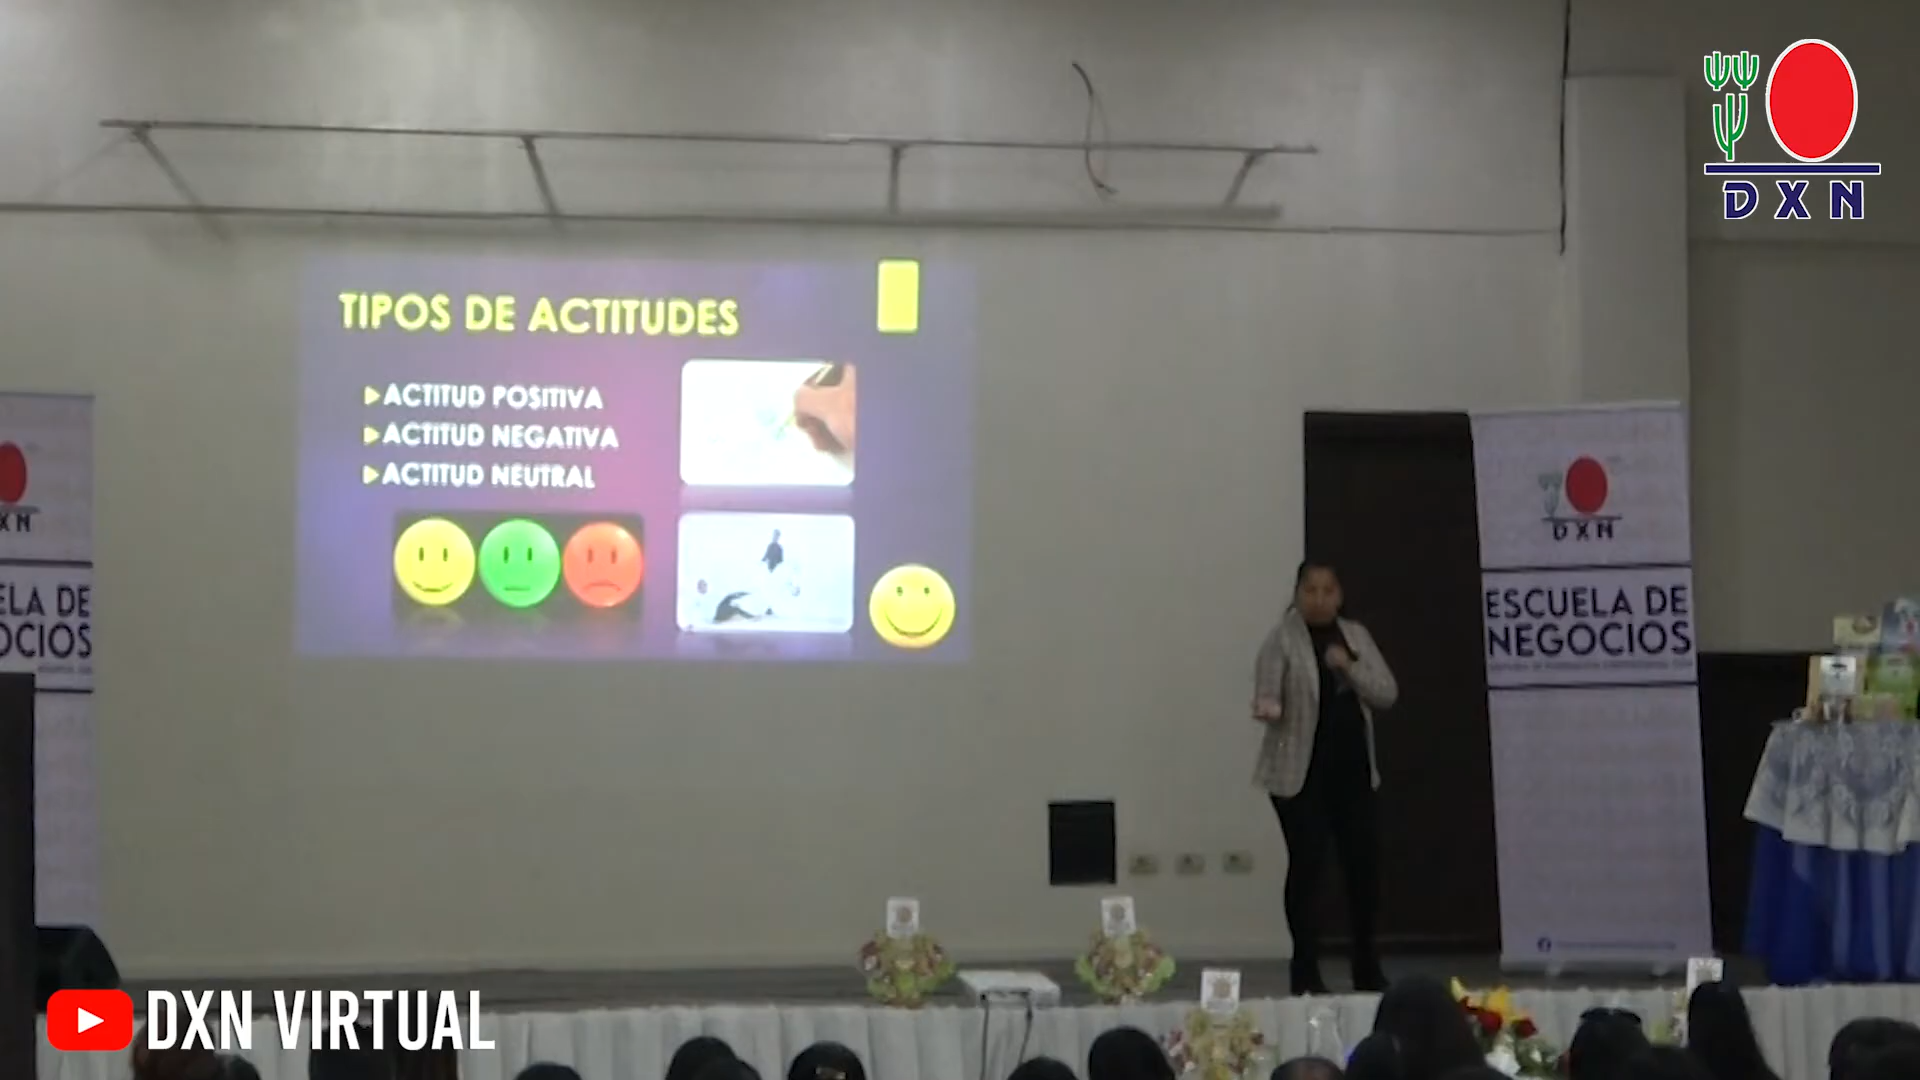 DXN
TIPOS DE ACTITUDES
ACTITUD POSITIVA
ACTITUD NEGATIVA
ACTITUD NEUTRAL
XN
ELA DE
OCIOS
DXN
ESCUELA DE
NEGOCIOS
DXN VIRTUAL